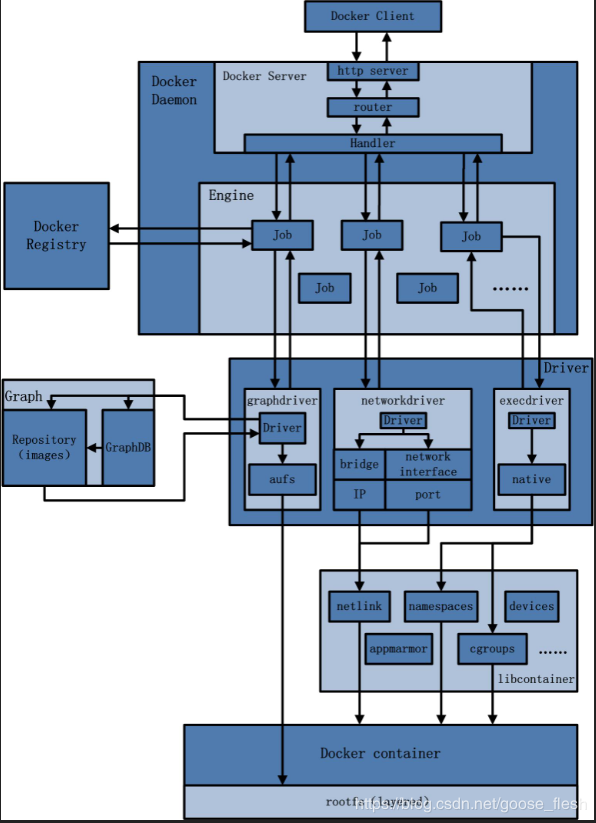 Docker Client
http server
Docker Server
Docker
Daemon
router
Handler
Engine
Docker
Registry
Job
Job
Job
Job
Job
......
Driver
Graph
graphdriver
networkdriver
execdriver
Driver
Driver
Driver
Repository
(images)
GraphDB
bridge
network
interface
aufs
native
IP
port
netlink
namespaces
devices
appmarmor
cgroups
......
libcontainer
Docker container
rootfs (layered)
https://blog.csdn.net/goose_flesh